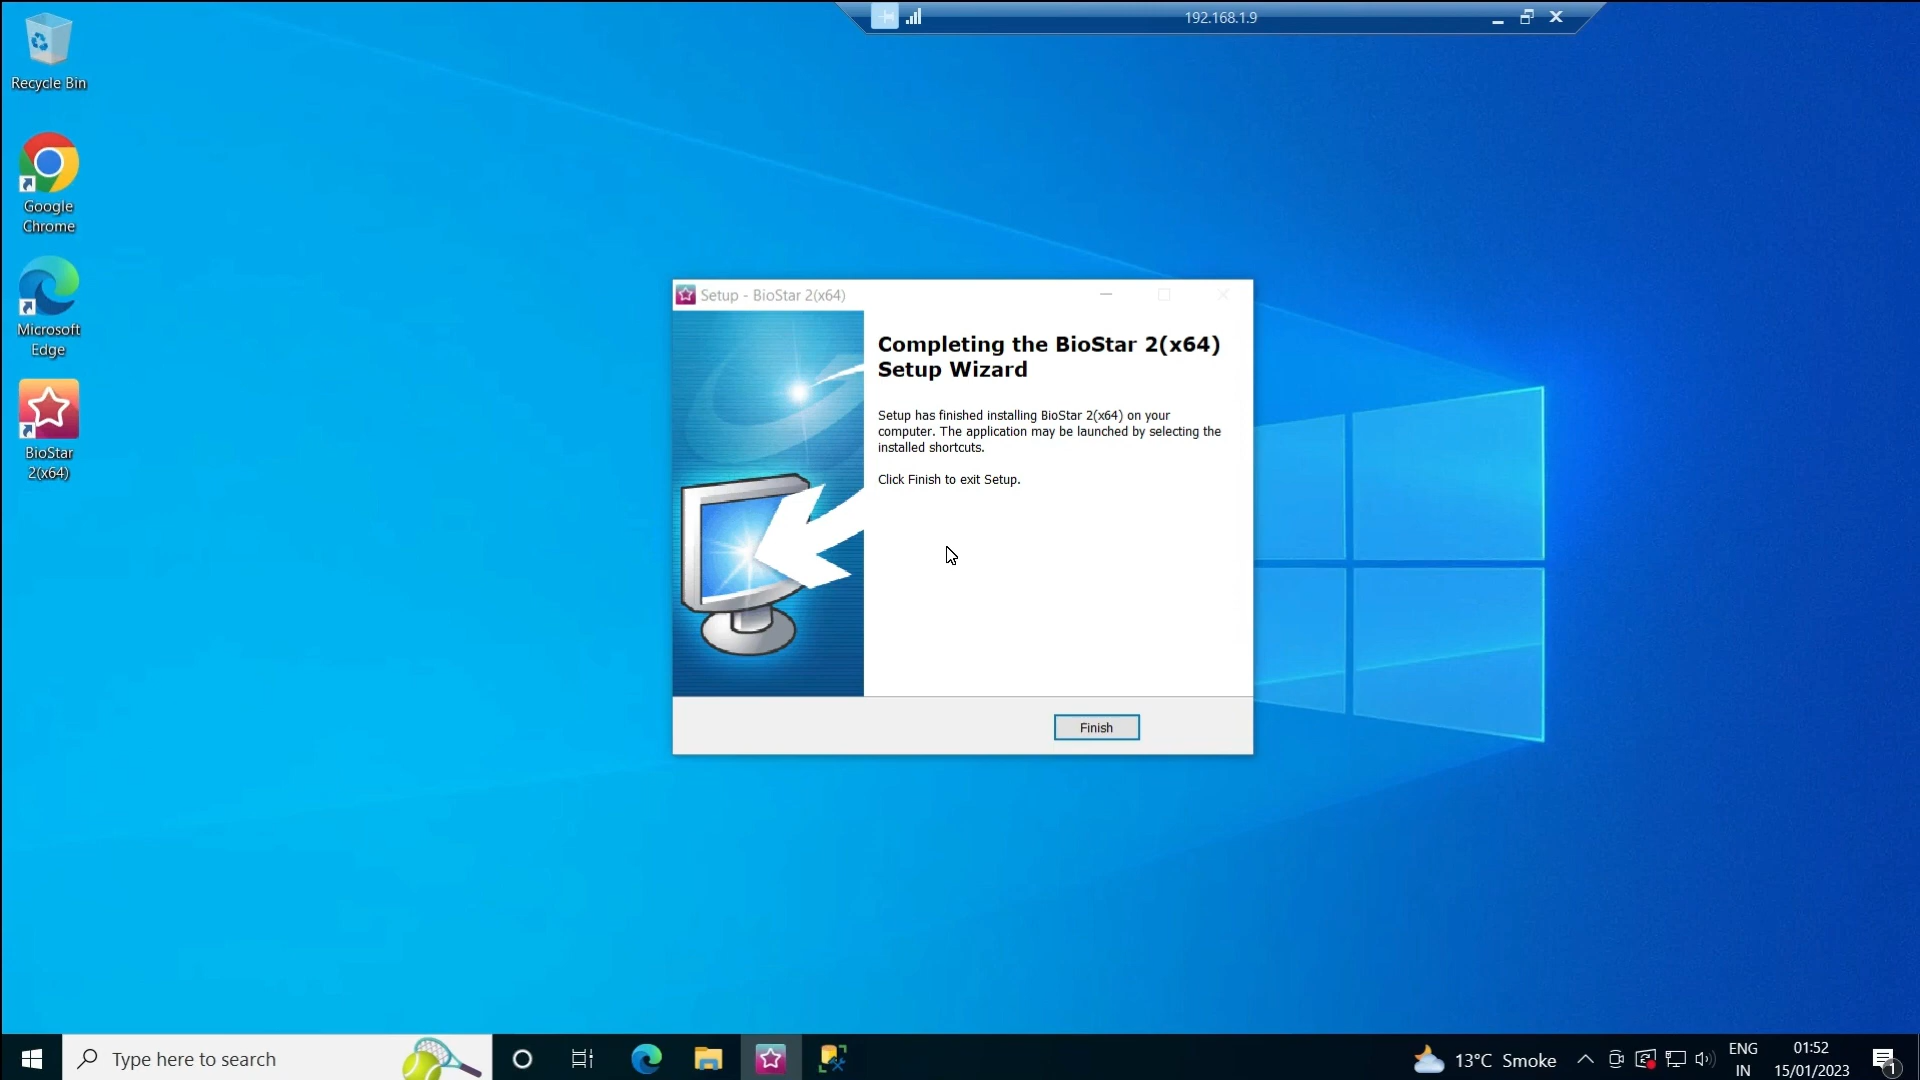 192.168.1.9
Recycle Bin
Google
Chrome
Microsoft
Edge
BioStar
2(x64)
Setup - BioStar 2(x64)
Completing the BioStar 2(x64)
Setup Wizard
Setup has finished installing BioStar 2(x64) on your
computer. The application may be launched by selecting the
installed shortcuts.
Click Finish to exit Setup.
Finish
Type here to search
13°C Smoke
ENG
IN
01:52
15/01/2023
1